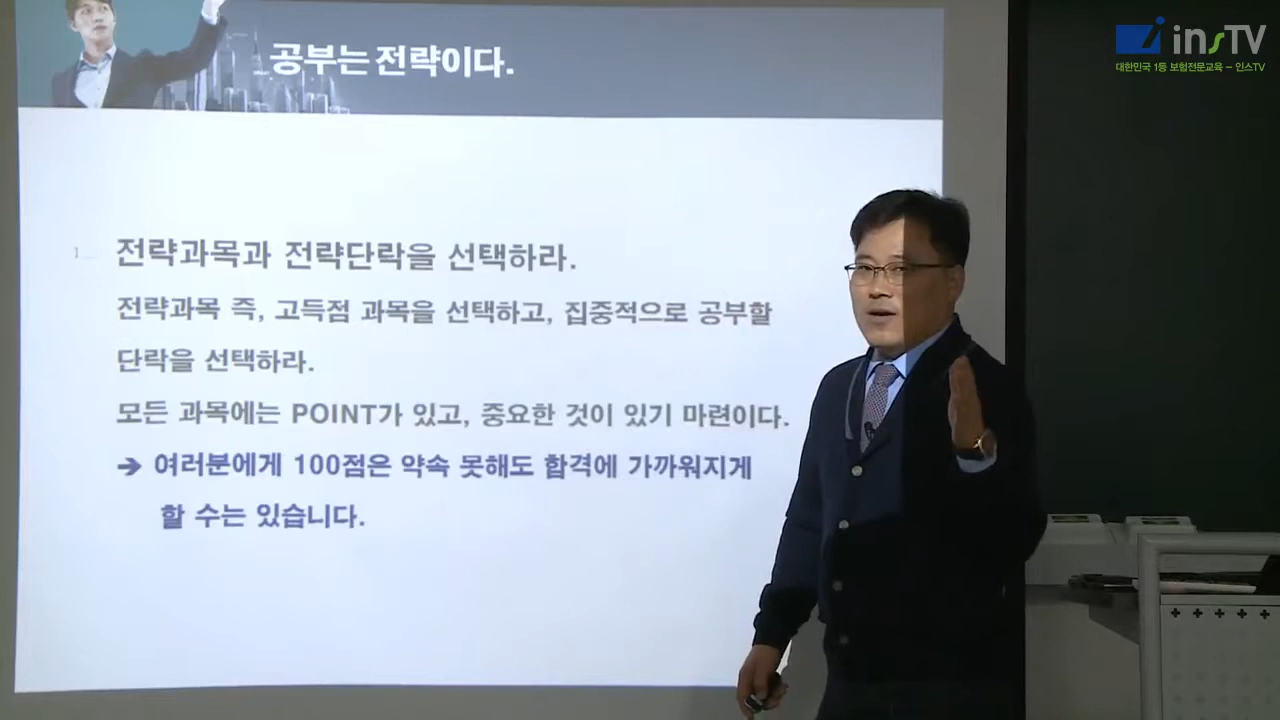 공부는 전략이다.
insTV
대한민국 1등 보험전문교육 - 인스TV
1. 전략과목과 전략단락을 선택하라.
전략과목 즉, 고득점 과목을 선택하고, 집중적으로 공부할
단락을 선택하라.
모든 과목에는 POINT가 있고, 중요한 것이 있기 마련이다.
➔ 여러분에게 100점은 약속 못해도 합격에 가까워지게
할 수는 있습니다.